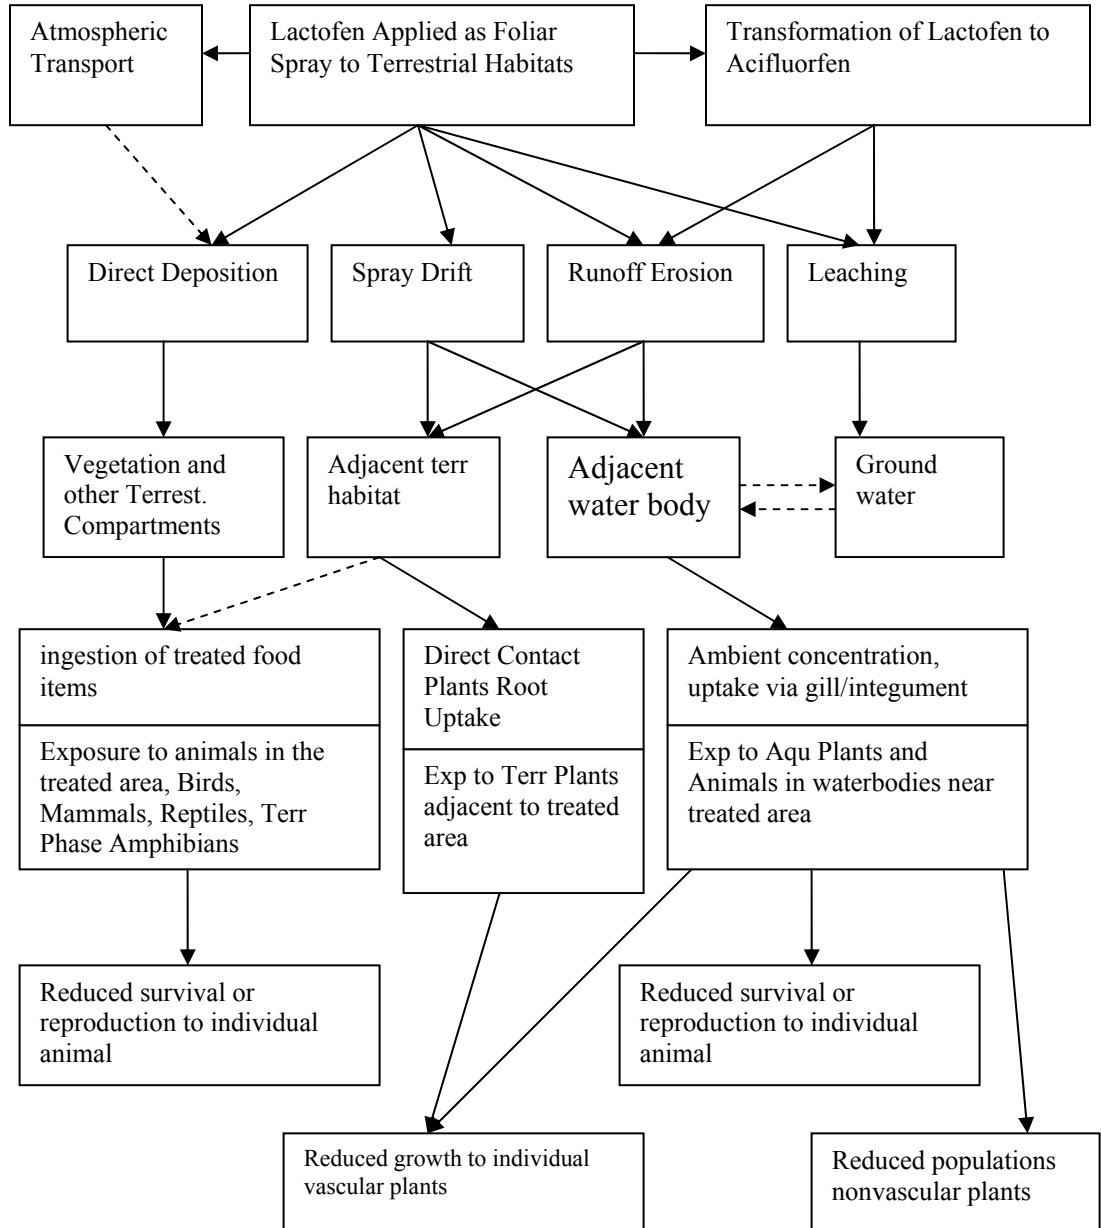 Atmospheric
Transport
Lactofen Applied as Foliar
Spray to Terrestrial Habitats
Transformation of Lactofen to
Acifluorfen
Direct Deposition
Spray Drift
Runoff Erosion
Leaching
Vegetation and
other Terrest.
Compartments
Adjacent terr
habitat
Adjacent
water body
Ground
water
ingestion of treated food
items
Direct Contact
Plants Root
Uptake
Ambient concentration,
uptake via gill/integument
Exposure to animals in the
treated area, Birds,
Mammals, Reptiles, Terr
Phase Amphibians
Exp to Terr Plants
adjacent to treated
area
Exp to Aqu Plants and
Animals in waterbodies near
treated area
Reduced survival or
reproduction to individual
animal
Reduced survival or
reproduction to individual
animal
Reduced growth to individual
vascular plants
Reduced populations
nonvascular plants